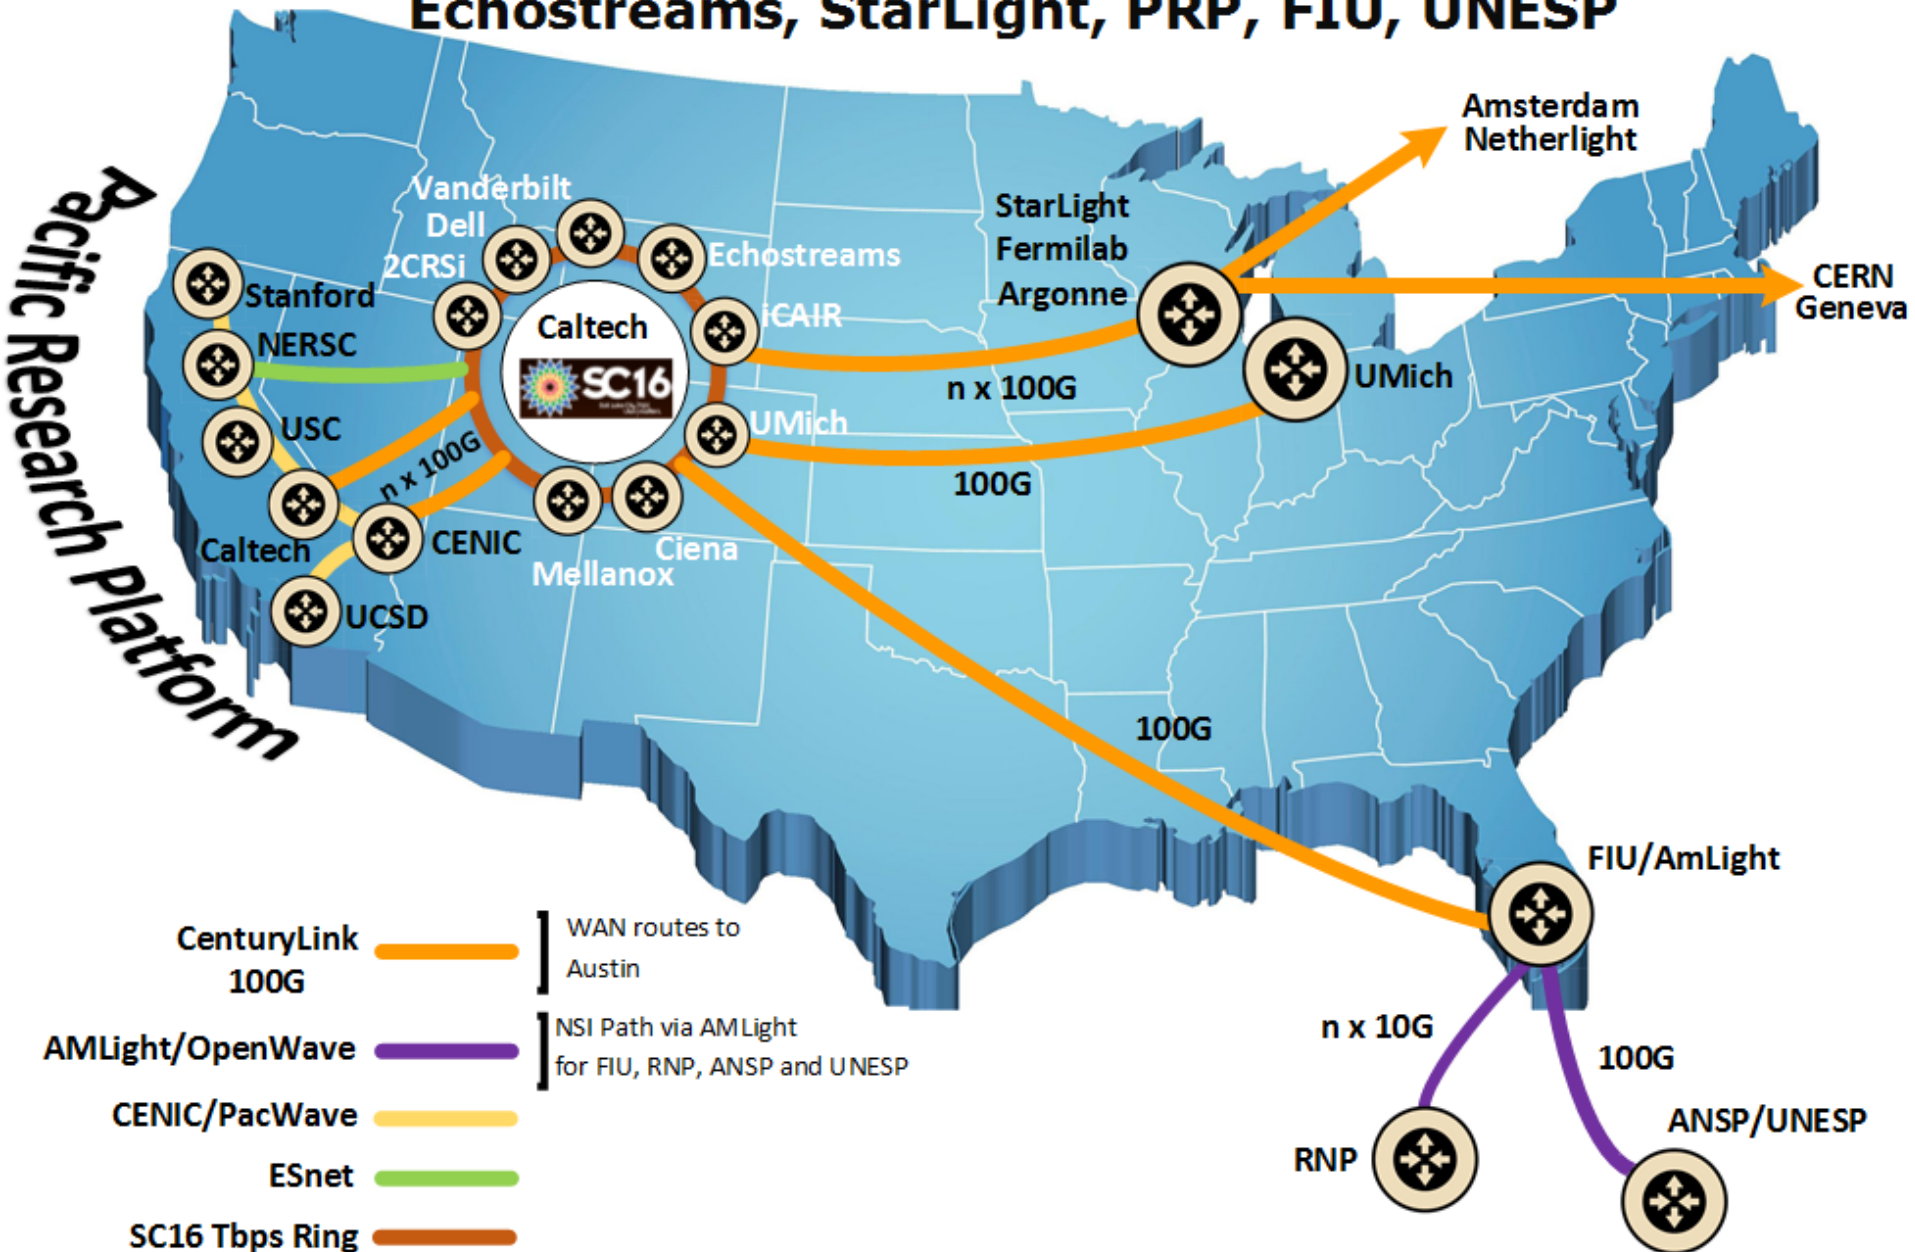 Echostreams, StarLight, PRP, FIU, UNESP
Amsterdam
Netherlight
Pacific Research Platform
Vanderbilt
Dell
2CRSi
Echostreams
StarLight
Fermilab
Argonne
CERN
Geneva
Stanford
iCAIR
Caltech
SC16
NERSC
n x 100G
UMich
USC
UMich
n x 100G
100G
CENIC
Caltech
Ciena
Mellanox
UCSD
100G
FIU/AmLight
CenturyLink
100G
WAN routes to
Austin
AMLight/OpenWave
NSI Path via AMLight
for FIU, RNP, ANSP and UNESP
n x 10G
100G
CENIC/PacWave
ANSP/UNESP
RNP
ESnet
SC16 Tbps Ring